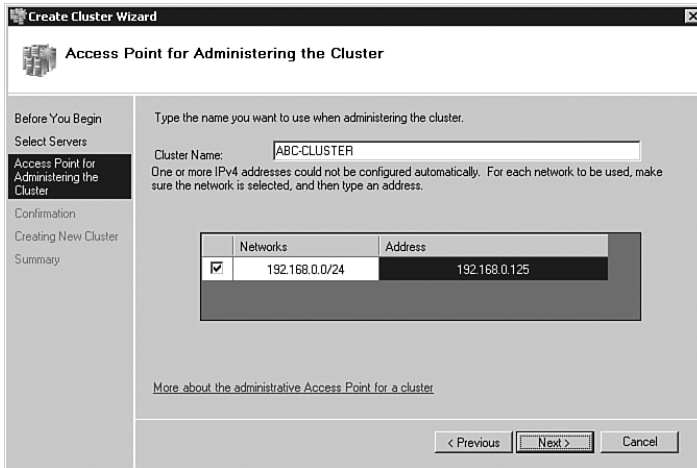 Create Cluster Wizard
Access Point for Administering the Cluster
Before You Begin
Select Servers
Access Point for
Administering the
Cluster
Confirmation
Creating New Cluster
Summary
Type the name you want to use when administering the cluster.
Cluster Name:
ABC-CLUSTER
One or more IPv4 addresses could not be configured automatically. For each network to be used, make
sure the network is selected, and then type an address.
Networks Address
192.168.0.0/24 192.168.0.125
More about the administrative Access Point for a cluster
< Previous Next > Cancel